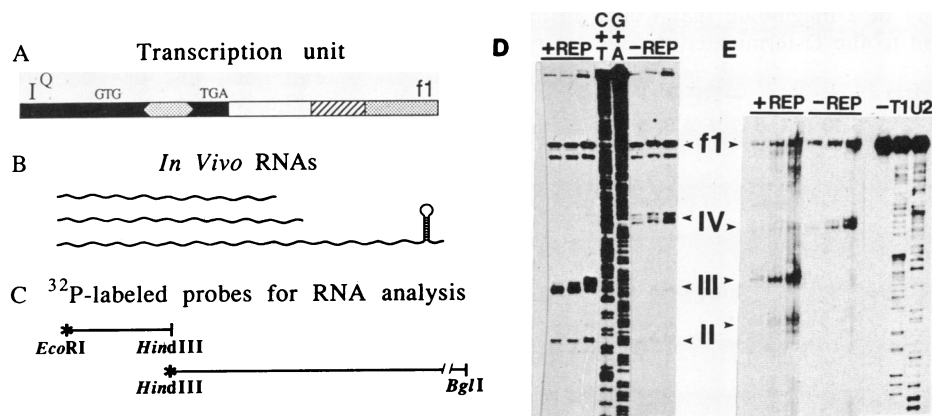 A Transcription unit
I^Q GTG TGA f1
B In Vivo RNAs
C ³²P-labeled probes for RNA analysis
EcoRI HindIII
HindIII BglI
D +REP C+T G+A -REP E
+REP -REP -T1U2
f1
IV
III
II